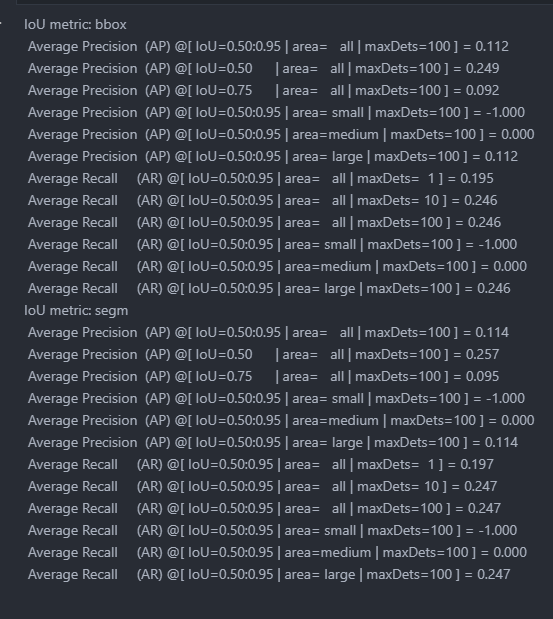 IoU metric: bbox
Average Precision  (AP) @[ IoU=0.50:0.95 | area=   all | maxDets=100 ] = 0.112
Average Precision  (AP) @[ IoU=0.50      | area=   all | maxDets=100 ] = 0.249
Average Precision  (AP) @[ IoU=0.75      | area=   all | maxDets=100 ] = 0.092
Average Precision  (AP) @[ IoU=0.50:0.95 | area= small | maxDets=100 ] = -1.000
Average Precision  (AP) @[ IoU=0.50:0.95 | area=medium | maxDets=100 ] = 0.000
Average Precision  (AP) @[ IoU=0.50:0.95 | area= large | maxDets=100 ] = 0.112
Average Recall     (AR) @[ IoU=0.50:0.95 | area=   all | maxDets=  1 ] = 0.195
Average Recall     (AR) @[ IoU=0.50:0.95 | area=   all | maxDets= 10 ] = 0.246
Average Recall     (AR) @[ IoU=0.50:0.95 | area=   all | maxDets=100 ] = 0.246
Average Recall     (AR) @[ IoU=0.50:0.95 | area= small | maxDets=100 ] = -1.000
Average Recall     (AR) @[ IoU=0.50:0.95 | area=medium | maxDets=100 ] = 0.000
Average Recall     (AR) @[ IoU=0.50:0.95 | area= large | maxDets=100 ] = 0.246
IoU metric: segm
Average Precision  (AP) @[ IoU=0.50:0.95 | area=   all | maxDets=100 ] = 0.114
Average Precision  (AP) @[ IoU=0.50      | area=   all | maxDets=100 ] = 0.257
Average Precision  (AP) @[ IoU=0.75      | area=   all | maxDets=100 ] = 0.095
Average Precision  (AP) @[ IoU=0.50:0.95 | area= small | maxDets=100 ] = -1.000
Average Precision  (AP) @[ IoU=0.50:0.95 | area=medium | maxDets=100 ] = 0.000
Average Precision  (AP) @[ IoU=0.50:0.95 | area= large | maxDets=100 ] = 0.114
Average Recall     (AR) @[ IoU=0.50:0.95 | area=   all | maxDets=  1 ] = 0.197
Average Recall     (AR) @[ IoU=0.50:0.95 | area=   all | maxDets= 10 ] = 0.247
Average Recall     (AR) @[ IoU=0.50:0.95 | area=   all | maxDets=100 ] = 0.247
Average Recall     (AR) @[ IoU=0.50:0.95 | area= small | maxDets=100 ] = -1.000
Average Recall     (AR) @[ IoU=0.50:0.95 | area=medium | maxDets=100 ] = 0.000
Average Recall     (AR) @[ IoU=0.50:0.95 | area= large | maxDets=100 ] = 0.247